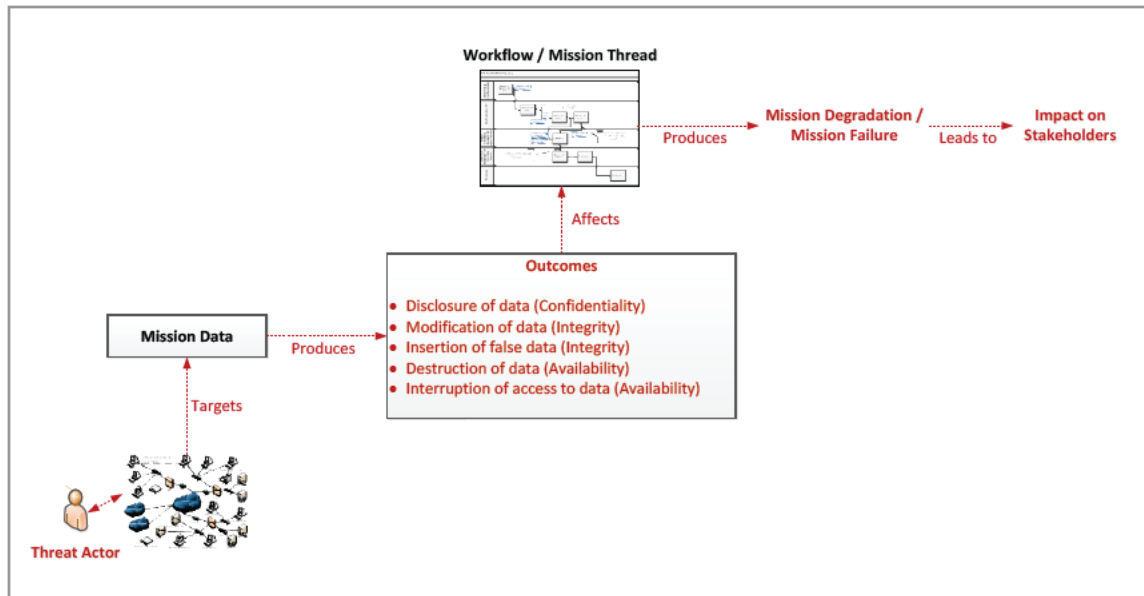 Workflow / Mission Thread
Produces
Mission Degradation /
Mission Failure
Leads to
Impact on
Stakeholders
Affects
Outcomes
• Disclosure of data (Confidentiality)
• Modification of data (Integrity)
• Insertion of false data (Integrity)
• Destruction of data (Availability)
• Interruption of access to data (Availability)
Mission Data
Produces
Targets
Threat Actor